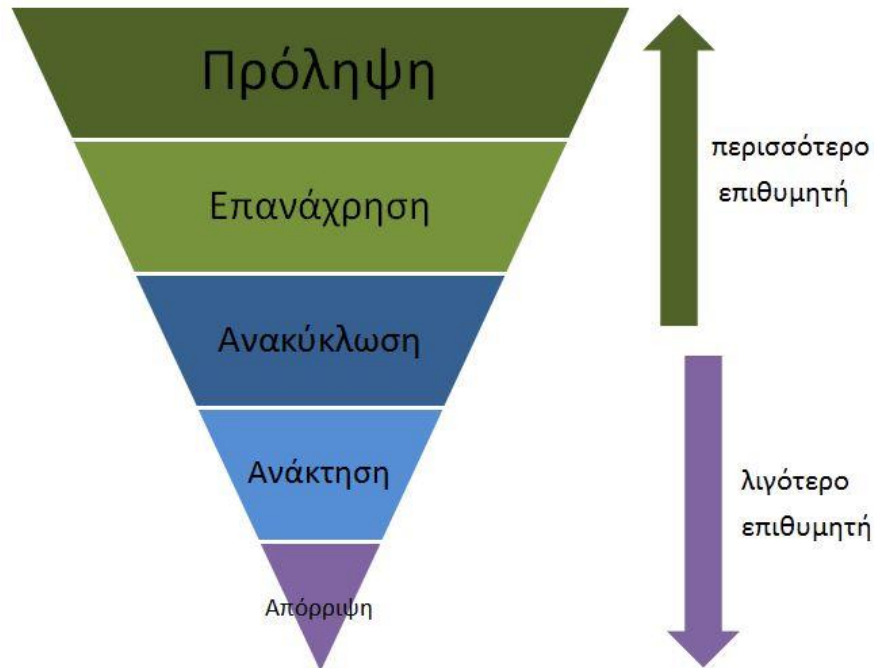 Πρόληψη
Επανάχρηση
Ανακύκλωση
Ανάκτηση
Απόρριψη
περισσότερο
επιθυμητή
λιγότερο
επιθυμητή